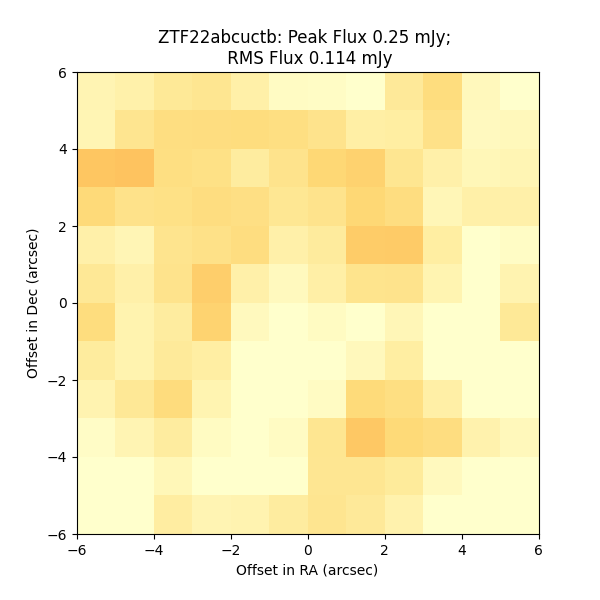 ZTF22abcuctb: Peak Flux 0.25 mJy;
RMS Flux 0.114 mJy
6
4
2
0
−2
−4
−6
Offset in Dec (arcsec)
−6 −4 −2 0 2 4 6
Offset in RA (arcsec)